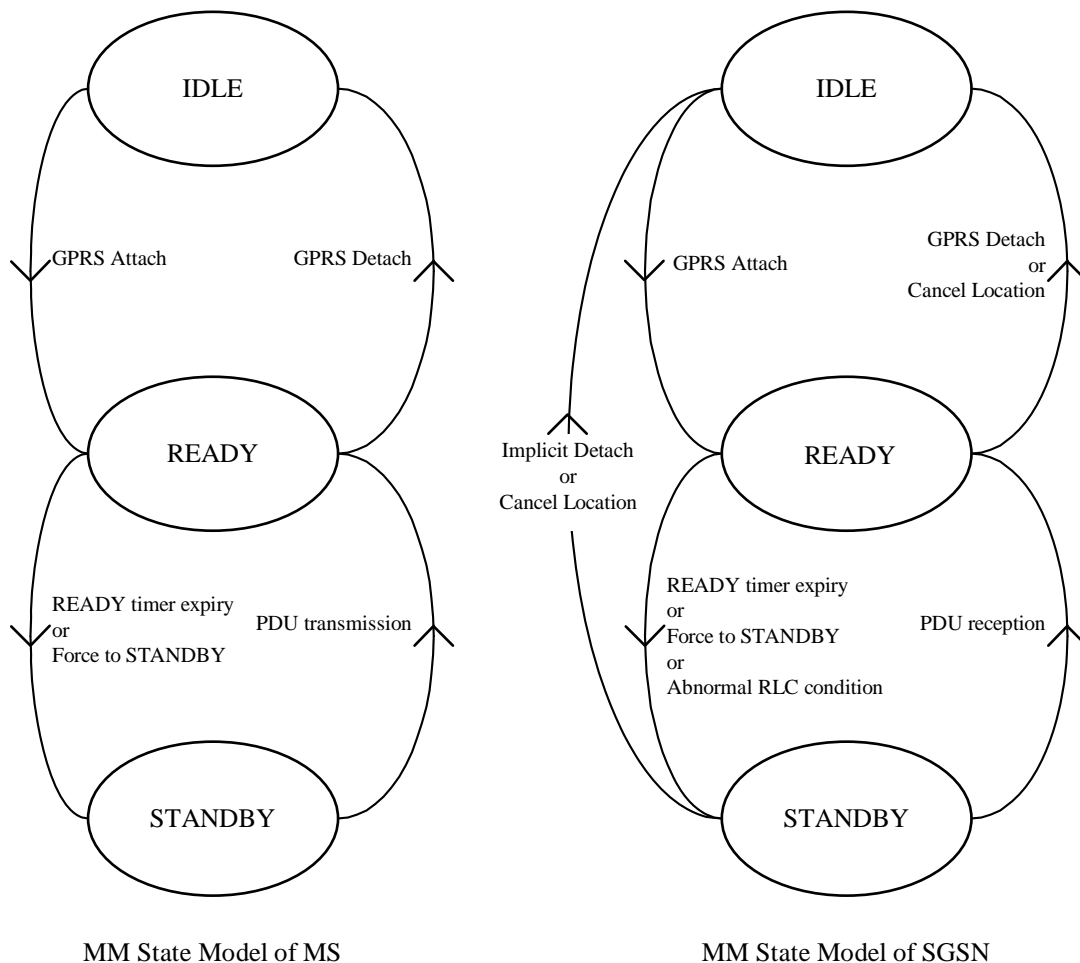 IDLE
GPRS Attach
GPRS Detach
READY
READY timer expiry
or
Force to STANDBY
PDU transmission
STANDBY
MM State Model of MS
IDLE
GPRS Attach
GPRS Detach
or
Cancel Location
Implicit Detach
or
Cancel Location
READY
READY timer expiry
or
Force to STANDBY
or
Abnormal RLC condition
PDU reception
STANDBY
MM State Model of SGSN